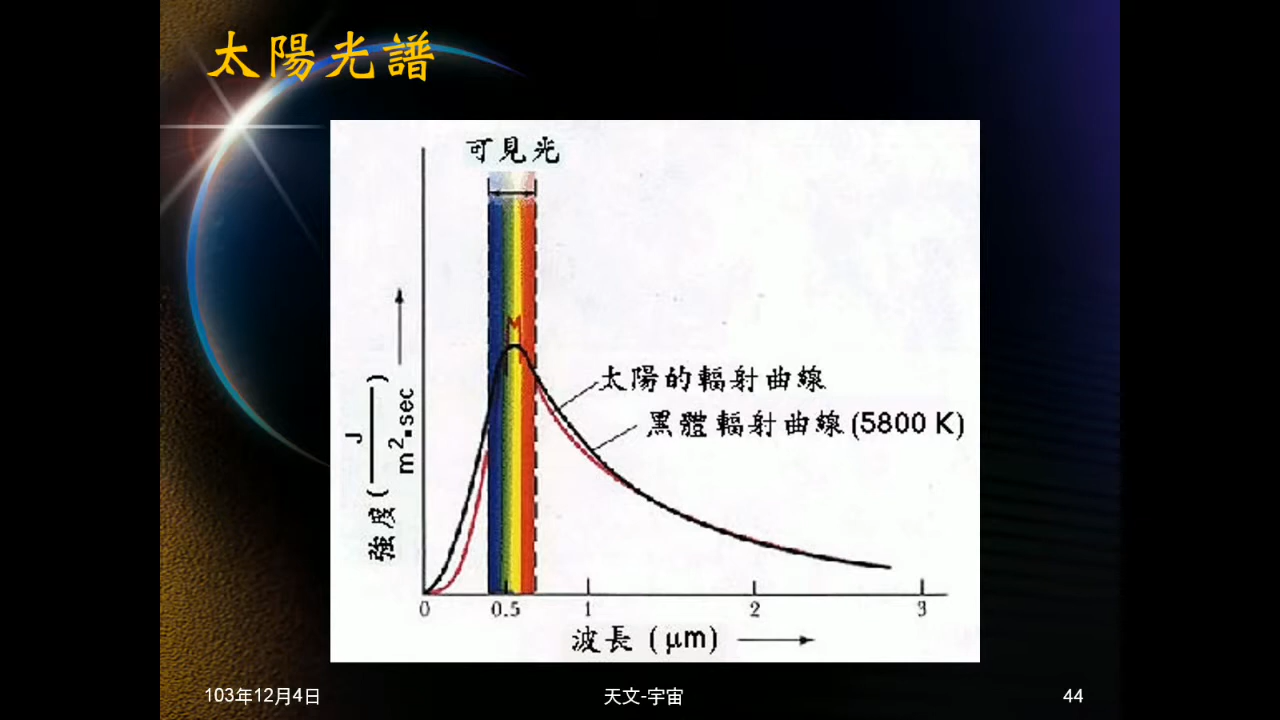 太陽光譜
可見光
M
太陽的輻射曲線
黑體輻射曲線(5800 K)
強度(J/m²▪sec)
0 0.5 1 2 3
波長 (μm)
103年12月4日
天文-宇宙
44